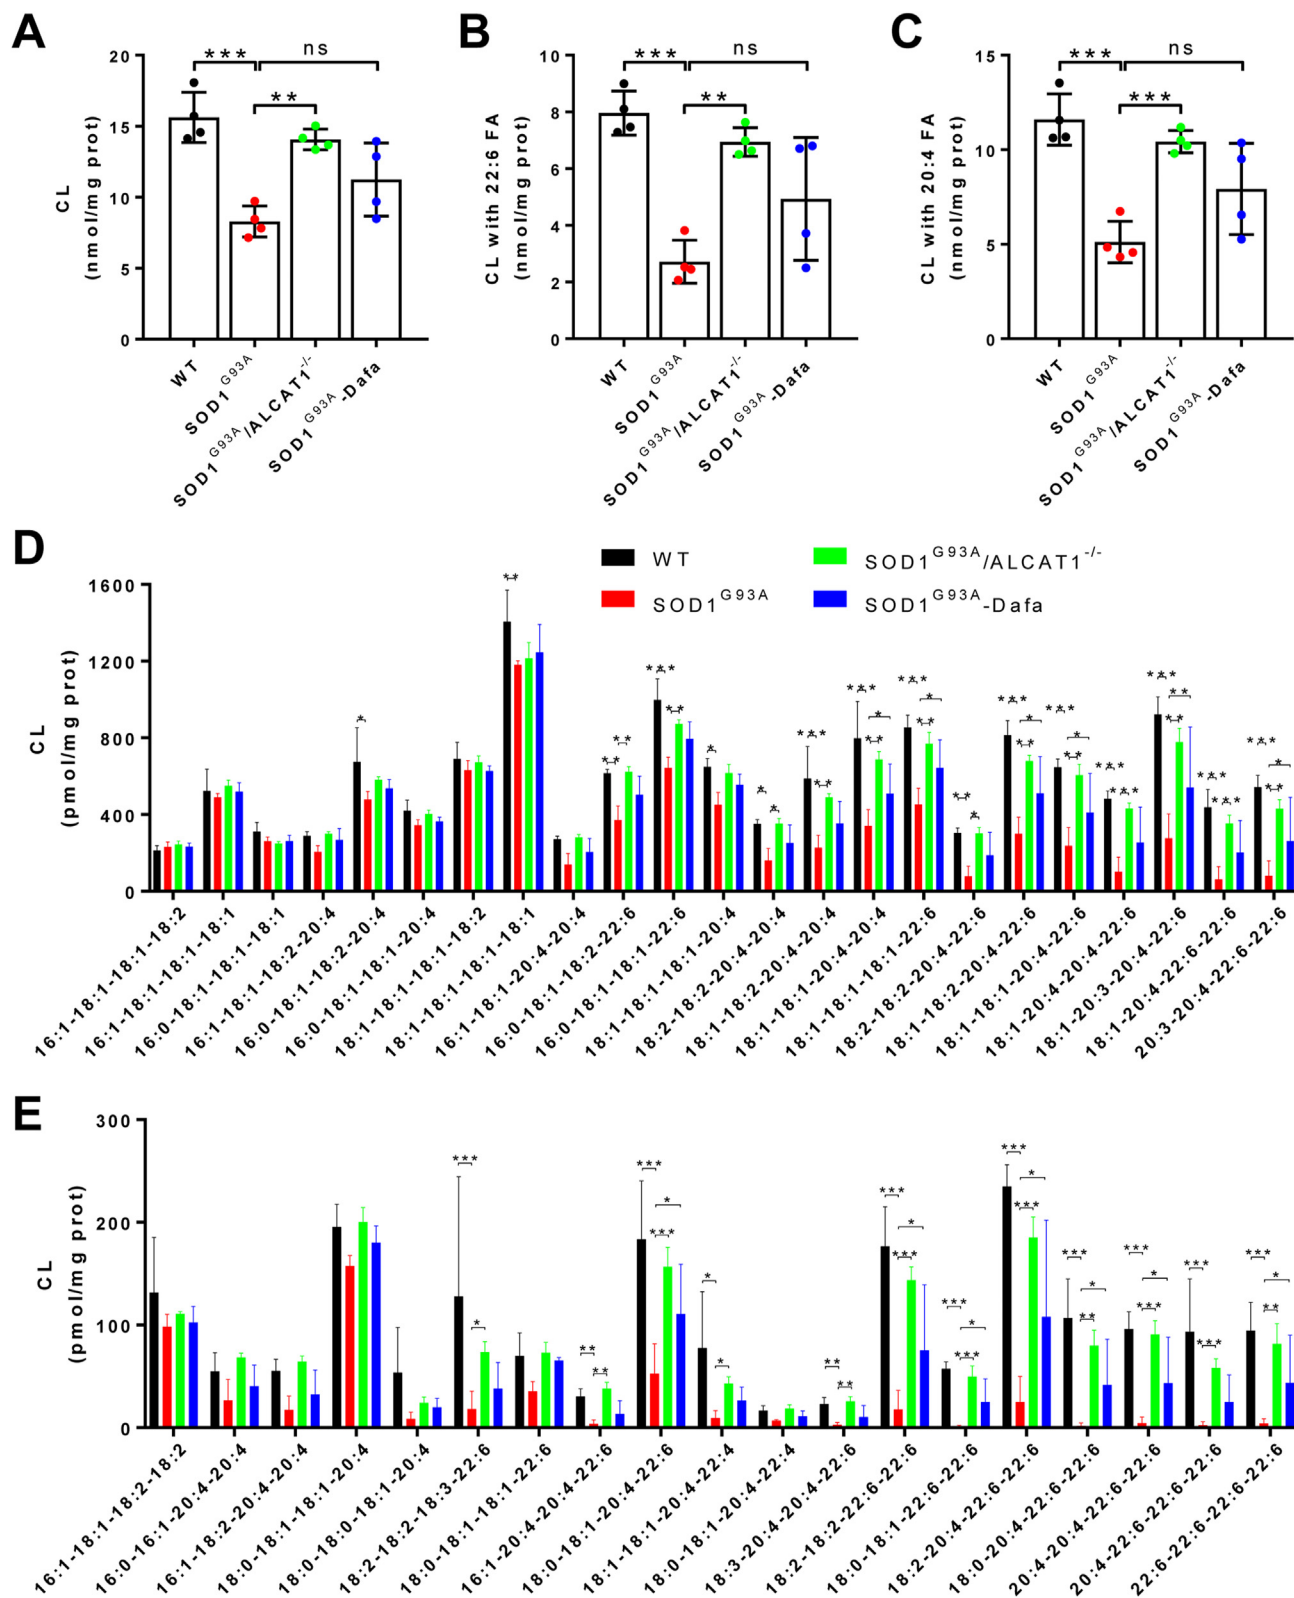 A
B
C
CL
(nmol/mg prot)
20
15
10
5
0
***
ns
**
WT
SOD1G93A
SOD1G93A/ALCAT1-/-
SOD1G93A-Dafa
CL with 22:6 FA
(nmol/mg prot)
10
8
6
4
2
0
***
ns
**
WT
SOD1G93A
SOD1G93A/ALCAT1-/-
SOD1G93A-Dafa
CL with 20:4 FA
(nmol/mg prot)
15
10
5
0
***
ns
***
WT
SOD1G93A
SOD1G93A/ALCAT1-/-
SOD1G93A-Dafa
D
WT
SOD1G93A
SOD1G93A/ALCAT1-/-
SOD1G93A-Dafa
CL
(pmol/mg prot)
1600
1200
800
400
0
16:1-18:1-18:1-18:2
16:1-18:1-18:1-18:1
16:0-18:1-18:1-18:1
16:1-18:1-18:2-20:4
16:0-18:1-18:2-20:4
16:0-18:1-18:1-20:4
18:1-18:1-18:1-18:2
18:1-18:1-18:1-18:1
16:1-18:1-20:4-20:4
16:0-18:1-18:2-22:6
16:0-18:1-18:1-22:6
18:1-18:1-18:1-20:4
18:2-18:2-20:4-20:4
18:1-18:2-20:4-20:4
18:1-18:1-20:4-20:4
18:1-18:1-18:1-22:6
18:2-18:2-20:4-22:6
18:1-18:2-20:4-22:6
18:1-18:1-20:4-22:6
18:1-20:4-20:4-22:6
18:1-20:3-20:4-22:6
18:1-20:4-22:6-22:6
20:3-20:4-22:6-22:6
E
CL
(pmol/mg prot)
300
200
100
0
16:1-18:1-18:2-18:2
16:0-16:1-20:4-20:4
16:1-18:2-20:4-20:4
18:0-18:1-18:1-20:4
18:0-18:0-18:1-20:4
18:2-18:2-18:3-22:6
18:0-18:1-18:1-22:6
16:1-20:4-20:4-22:6
18:0-18:1-20:4-22:6
18:1-18:1-20:4-22:4
18:0-18:1-20:4-22:4
18:3-20:4-20:4-22:6
18:2-18:2-22:6-22:6
18:0-18:1-22:6-22:6
18:2-20:4-22:6-22:6
18:0-20:4-22:6-22:6
20:4-20:4-22:6-22:6
20:4-22:6-22:6-22:6
22:6-22:6-22:6-22:6